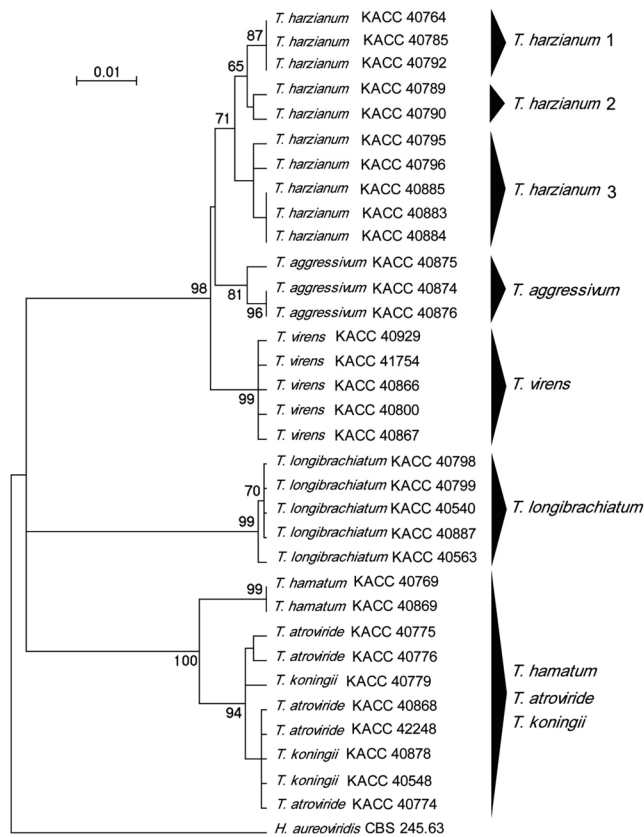 87 T. harzianum KACC 40764
T. harzianum KACC 40785
T. harzianum KACC 40792
T. harzianum 1
0.01
65 T. harzianum KACC 40789
T. harzianum KACC 40790
T. harzianum 2
71
T. harzianum KACC 40795
T. harzianum KACC 40796
T. harzianum KACC 40885
T. harzianum KACC 40883
T. harzianum KACC 40884
T. harzianum 3
98
81 T. aggressivum KACC 40875
T. aggressivum KACC 40874
96 T. aggressivum KACC 40876
T. aggressivum
T. virens KACC 40929
T. virens KACC 41754
T. virens KACC 40866
99 T. virens KACC 40800
T. virens KACC 40867
T. virens
T. longibrachiatum KACC 40798
70 T. longibrachiatum KACC 40799
T. longibrachiatum KACC 40540
99 T. longibrachiatum KACC 40887
T. longibrachiatum KACC 40563
T. longibrachiatum
99 T. hamatum KACC 40769
T. hamatum KACC 40869
100
T. atroviride KACC 40775
T. atroviride KACC 40776
T. koningii KACC 40779
94 T. atroviride KACC 40868
T. atroviride KACC 42248
T. koningii KACC 40878
T. koningii KACC 40548
T. atroviride KACC 40774
T. hamatum
T. atroviride
T. koningii
H. aureoviridis CBS 245.63